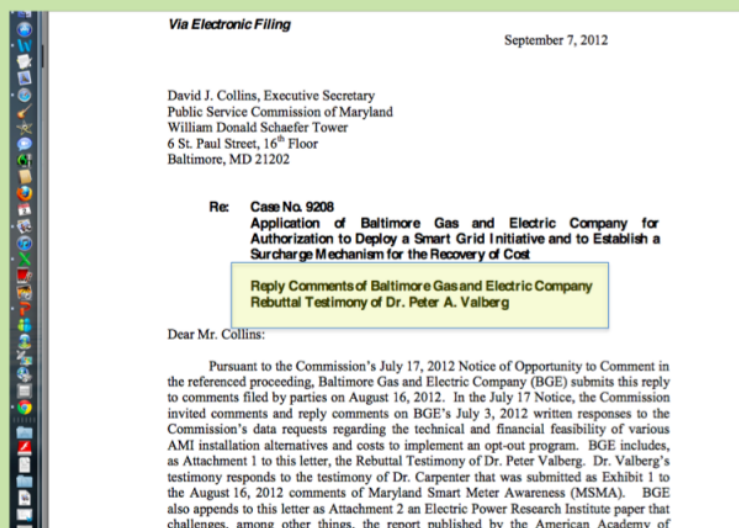 Via Electronic Filing
September 7, 2012
David J. Collins, Executive Secretary
Public Service Commission of Maryland
William Donald Schaefer Tower
6 St. Paul Street, 16th Floor
Baltimore, MD 21202
Re: Case No. 9208
Application of Baltimore Gas and Electric Company for
Authorization to Deploy a Smart Grid Initiative and to Establish a
Surcharge Mechanism for the Recovery of Cost
Reply Comments of Baltimore Gas and Electric Company
Rebuttal Testimony of Dr. Peter A. Valberg
Dear Mr. Collins:
Pursuant to the Commission's July 17, 2012 Notice of Opportunity to Comment in
the referenced proceeding, Baltimore Gas and Electric Company (BGE) submits this reply
to comments filed by parties on August 16, 2012. In the July 17 Notice, the Commission
invited comments and reply comments on BGE's July 3, 2012 written responses to the
Commission's data requests regarding the technical and financial feasibility of various
AMI installation alternatives and costs to implement an opt-out program. BGE includes,
as Attachment 1 to this letter, the Rebuttal Testimony of Dr. Peter Valberg. Dr. Valberg's
testimony responds to the testimony of Dr. Carpenter that was submitted as Exhibit 1 to
the August 16, 2012 comments of Maryland Smart Meter Awareness (MSMA). BGE
also appends to this letter as Attachment 2 an Electric Power Research Institute paper that
challenges, among other things, the report published by the American Academy of